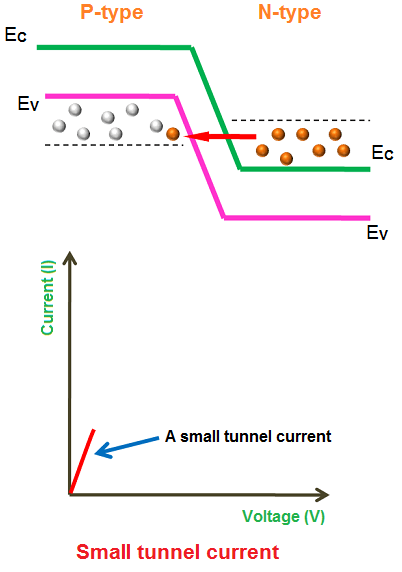 P-type
N-type
Ec
Ev
Ec
Ev
Current (I)
A small tunnel current
Voltage (V)
Small tunnel current